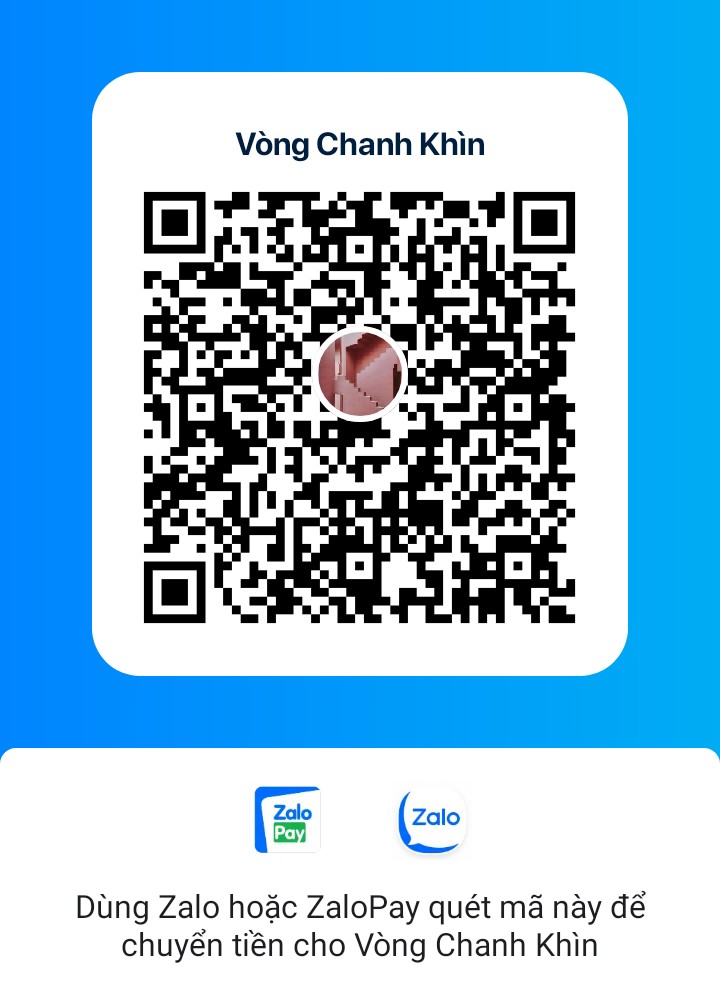 Vòng Chanh Khìn
Zalo
Pay
Zalo
Dùng Zalo hoặc ZaloPay quét mã này để
chuyển tiền cho Vòng Chanh Khìn